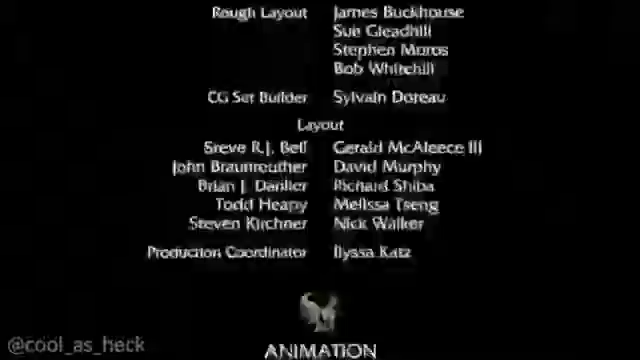 Rough Layout James Buckhouse
Sue Gleadhill
Stephen Moros
Bob Whitehill
CG Set Builder Sylvain Doreau
Layout
Steve R.J. Bell Gerald McAleece III
John Braunreuther David Murphy
Brian J. Danker Richard Shiba
Todd Heapy Melissa Tseng
Steven Kirchner Nick Walker
Production Coordinator Ilyssa Katz
ANIMATION
@cool_as_heck